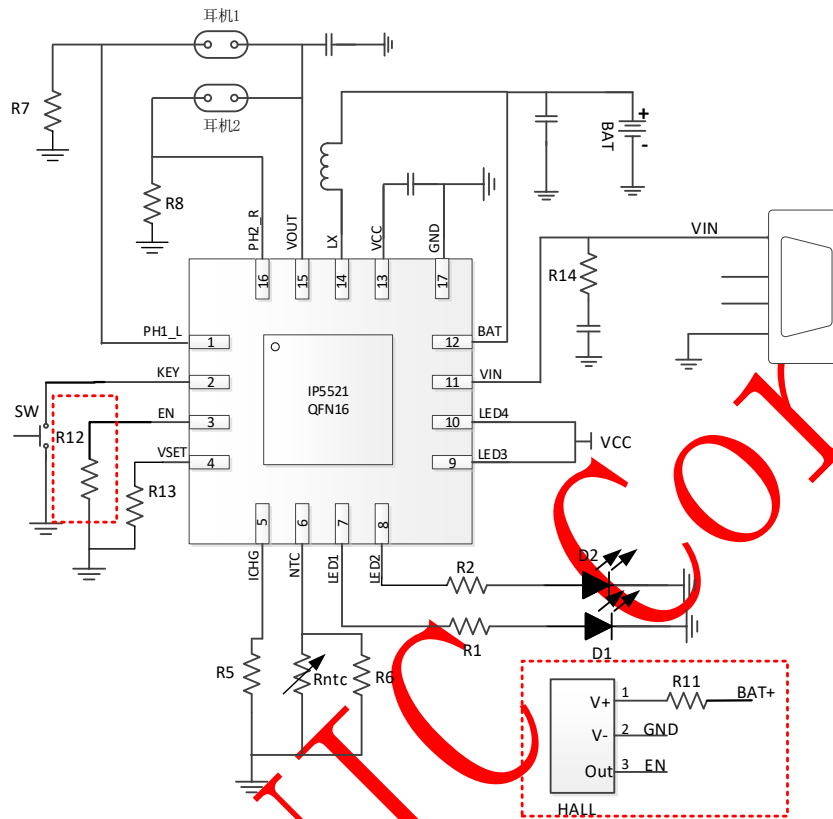 耳机1
R7
耳机2
BAT
+
-
R8
PH2_R
VOUT
LX
VCC
GND
VIN
R14
16
15
14
13
17
PH1_L
1
12
BAT
KEY
2
IP5521
QFN16
11
VIN
SW
R12
EN
3
10
LED4
VCC
VSET
4
9
LED3
R13
5
6
7
8
ICHG
NTC
LED1
LED2
R2
D2
R1
D1
R5
Rntc
R6
V+
1
R11
BAT+
V-
2
GND
Out
3
EN
HALL